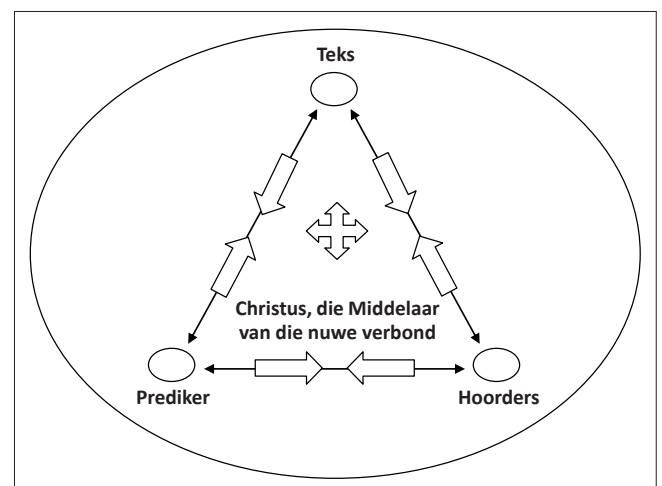 Teks
Christus, die Middelaar
van die nuwe verbond
Prediker
Hoorders